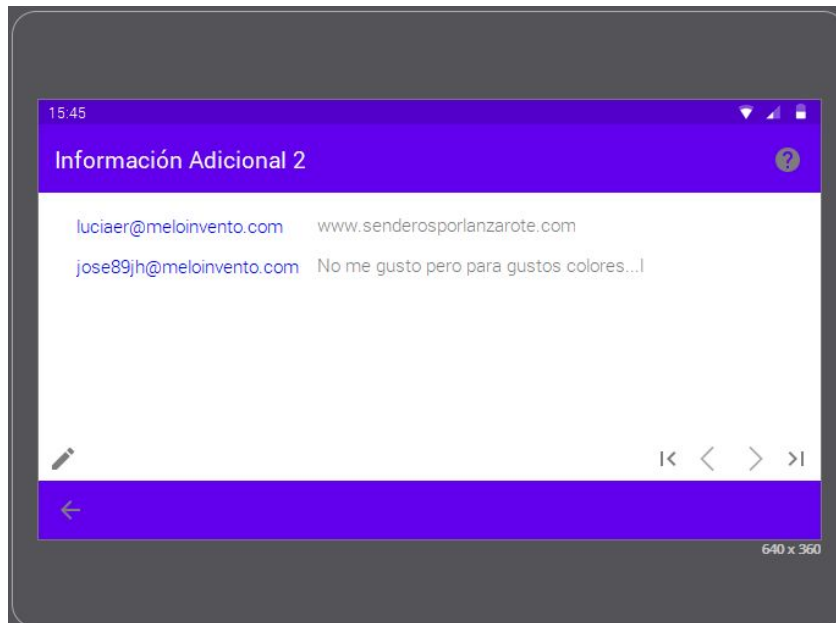 15:45
Información Adicional 2
luciaer@meloinvento.com www.senderosporlanzarote.com
jose89jh@meloinvento.com No me gusto pero para gustos colores...l
640 x 360